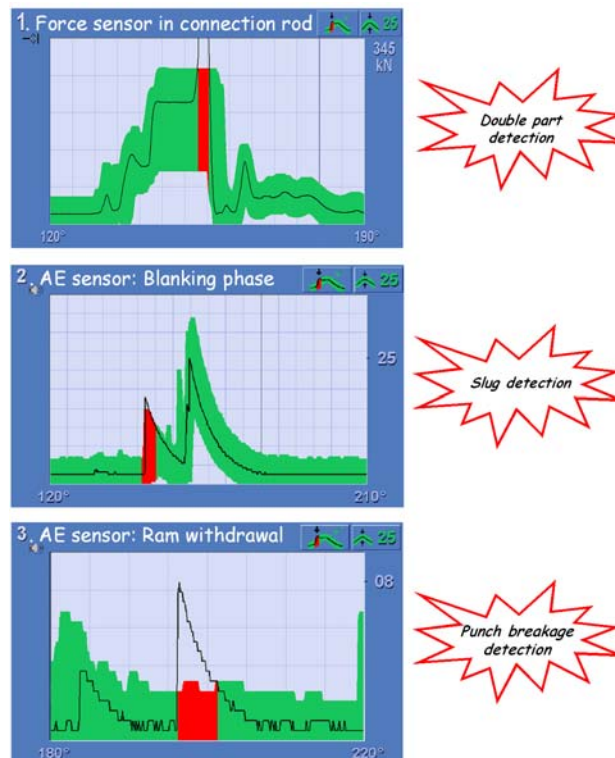 1. Force sensor in connection rod
25
345
kN
120°
190°
Double part
detection
2. AE sensor: Blanking phase
25
25
120°
210°
Slug detection
3. AE sensor: Ram withdrawal
25
08
180°
220°
Punch breakage
detection